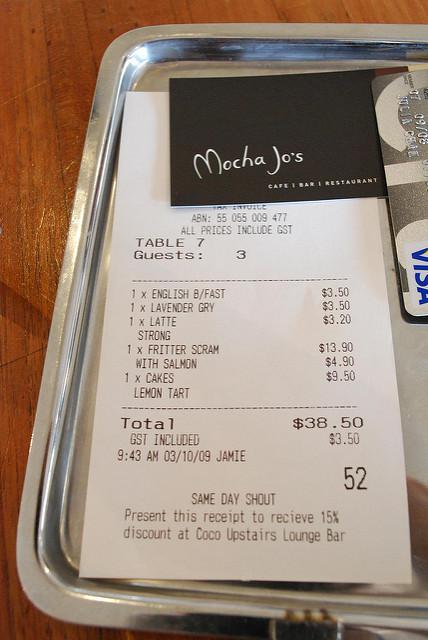 Mocha Jo's
CAFE | BAR | RESTAURANT
TAX INVOICE
ABN: 55 055 009 477
ALL PRICES INCLUDE GST
TABLE 7
Guests: 3
1 x ENGLISH B/FAST $3.50
1 x LAVENDER GRY $3.50
1 x LATTE $3.20
STRONG
1 x FRITTER SCRAM $13.90
WITH SALMON $4.90
1 x CAKES $9.50
LEMON TART
Total $38.50
GST INCLUDED $3.50
9:43 AM 03/10/09 JAMIE
52
SAME DAY SHOUT
Present this receipt to recieve 15%
discount at Coco Upstairs Lounge Bar
VISA